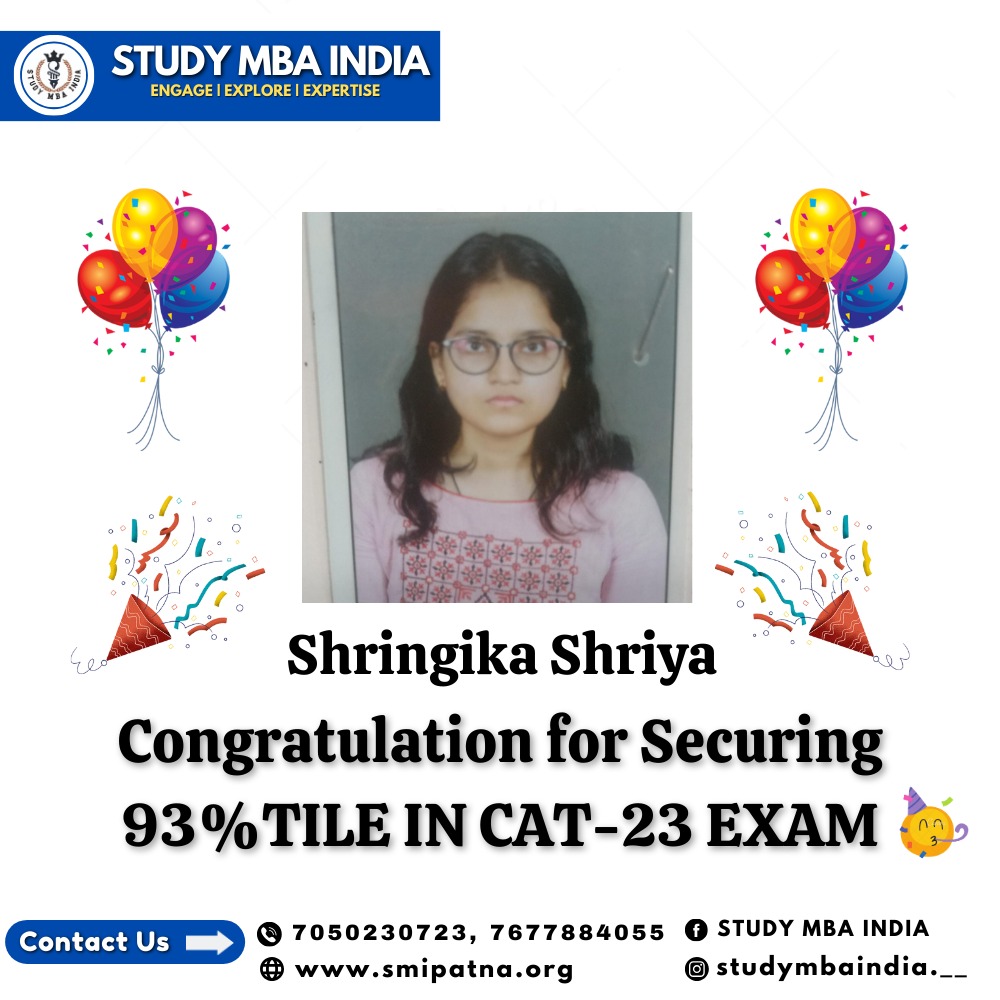 STUDY MBA INDIA
STUDY MBA INDIA
ENGAGE | EXPLORE | EXPERTISE
Shringika Shriya
Congratulation for Securing
93%TILE IN CAT-23 EXAM
Contact Us
7050230723, 7677884055
www.smipatna.org
STUDY MBA INDIA
studymbaindia.__